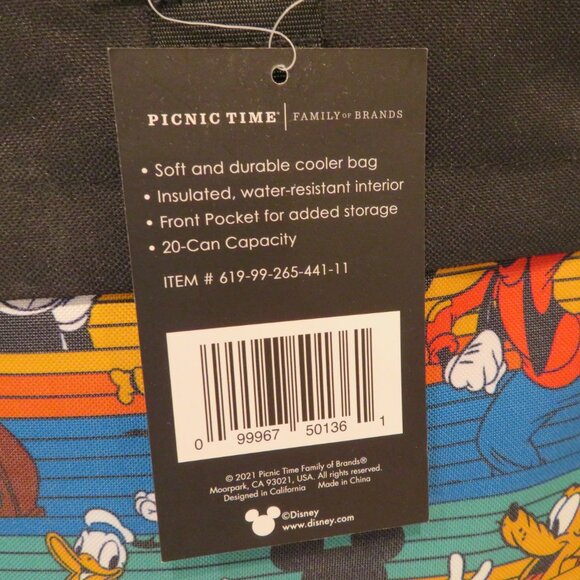 PICNIC TIME® | FAMILY OF BRANDS
• Soft and durable cooler bag
• Insulated, water-resistant interior
• Front Pocket for added storage
• 20-Can Capacity
ITEM # 619-99-265-441-11
0 99967 50136 1
© 2021 Picnic Time Family of Brands®
Moorpark, CA 93021, USA. All rights reserved.
Designed in California Made in China
©Disney
www.disney.com